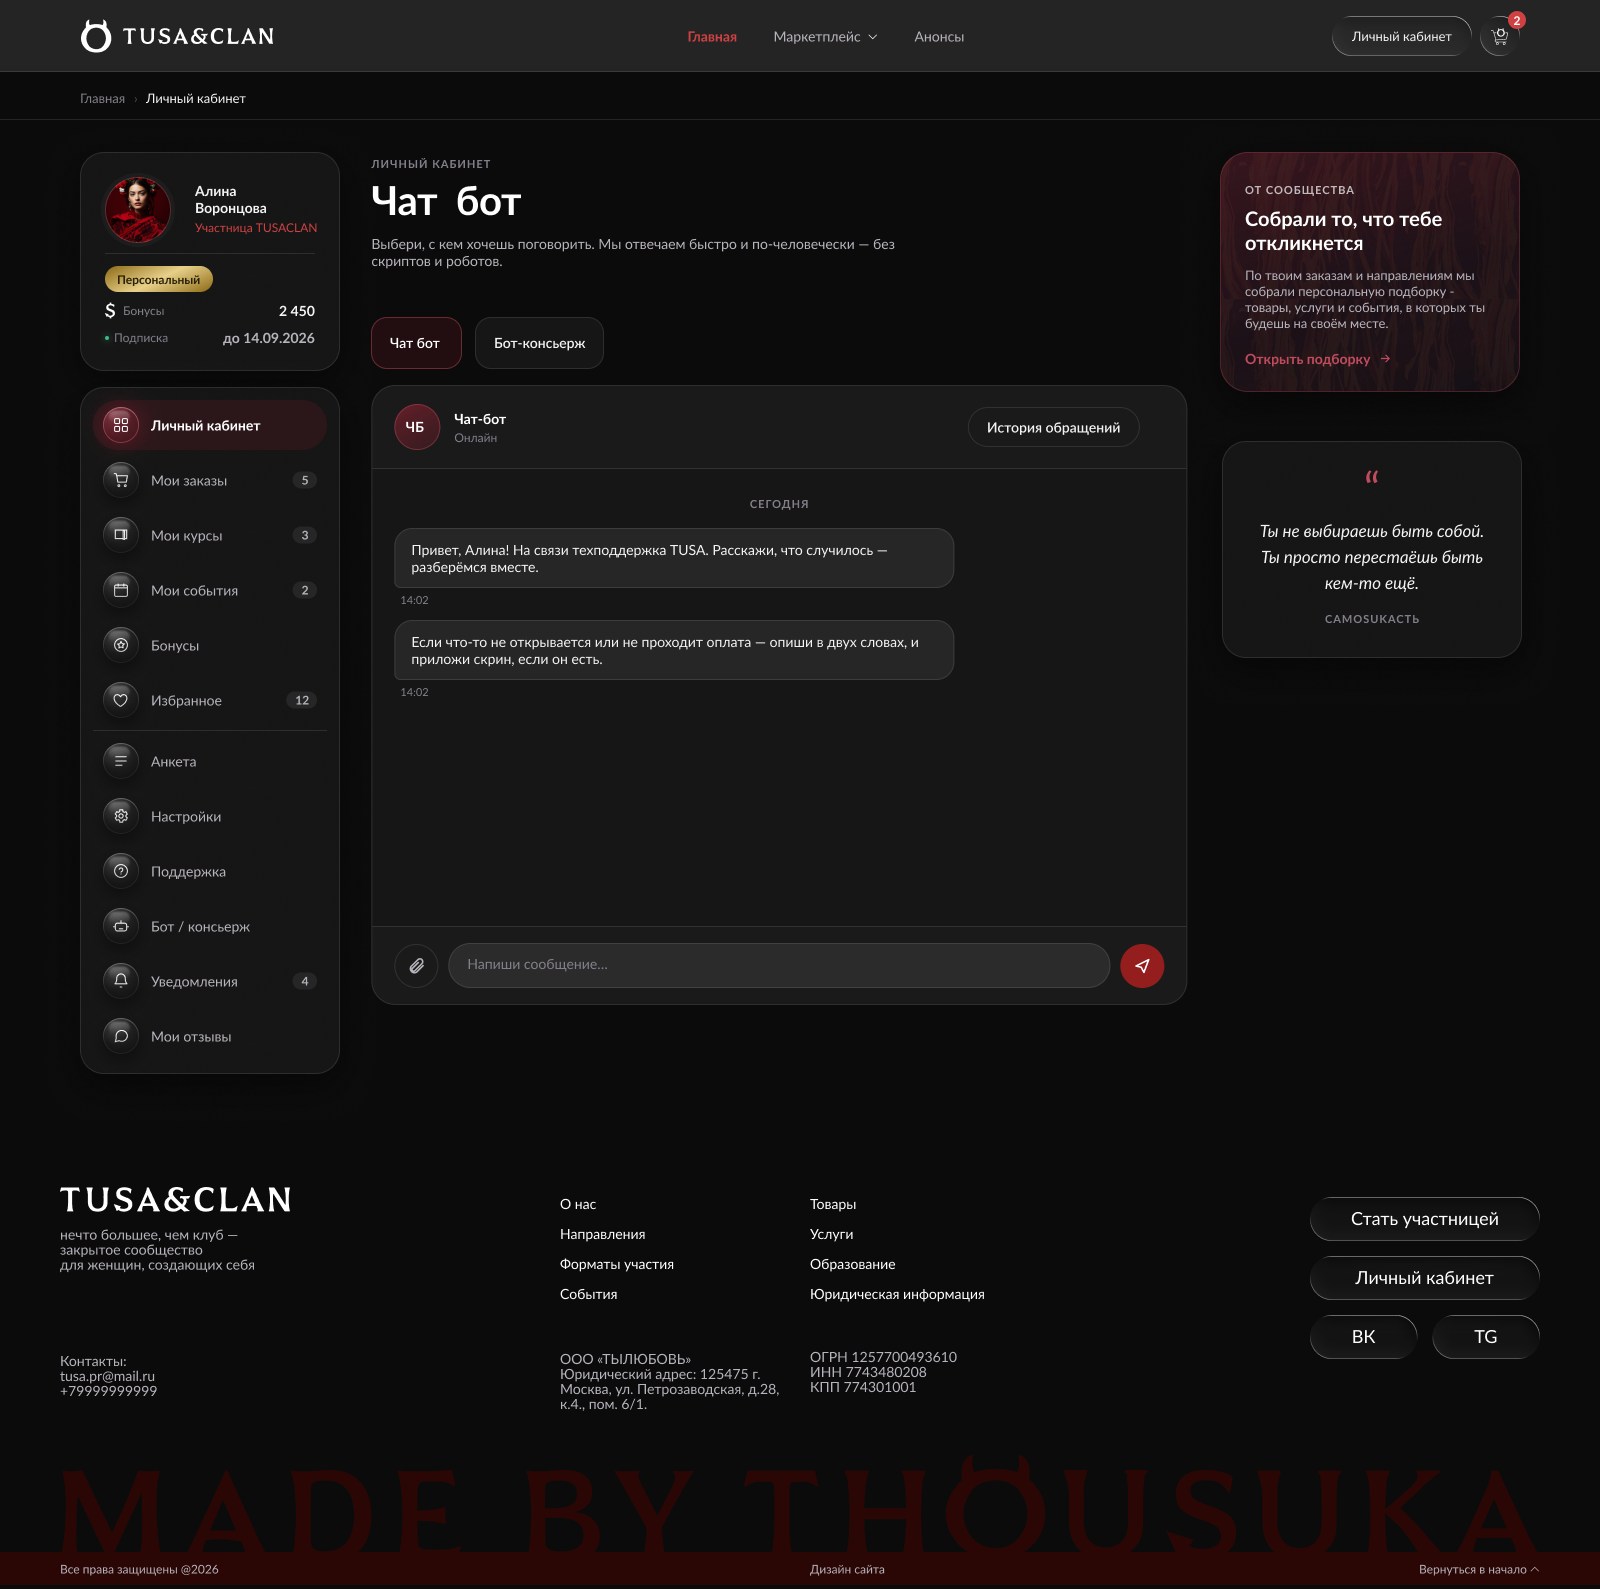 TUSA&CLAN
Главная
Маркетплейс
Анонсы
Личный кабинет
2
Главная › Личный кабинет
Алина
Воронцова
Участница TUSACLAN
Персональный
$ Бонусы 2 450
Подписка до 14.09.2026
Личный кабинет
Мои заказы 5
Мои курсы 3
Мои события 2
Бонусы
Избранное 12
Анкета
Настройки
Поддержка
Бот / консьерж
Уведомления 4
Мои отзывы
ЛИЧНЫЙ КАБИНЕТ
Чат бот
Выбери, с кем хочешь поговорить. Мы отвечаем быстро и по-человечески — без
скриптов и роботов.
Чат бот
Бот-консьерж
ЧБ
Чат-бот
Онлайн
История обращений
СЕГОДНЯ
Привет, Алина! На связи техподдержка TUSA. Расскажи, что случилось —
разберёмся вместе.
14:02
Если что-то не открывается или не проходит оплата — опиши в двух словах, и
приложи скрин, если он есть.
14:02
Напиши сообщение...
ОТ СООБЩЕСТВА
Собрали то, что тебе
откликнется
По твоим заказам и направлениям мы
собрали персональную подборку -
товары, услуги и события, в которых ты
будешь на своём месте.
Открыть подборку →
“
Ты не выбираешь быть собой.
Ты просто перестаёшь быть
кем-то ещё.
САМОSUКАСТЬ
TUSA&CLAN
нечто большее, чем клуб —
закрытое сообщество
для женщин, создающих себя
Контакты:
tusa.pr@mail.ru
+79999999999
О нас
Направления
Форматы участия
События
ООО «ТЫЛЮБОВЬ»
Юридический адрес: 125475 г.
Москва, ул. Петрозаводская, д.28,
к.4., пом. 6/1.
Товары
Услуги
Образование
Юридическая информация
ОГРН 1257700493610
ИНН 7743480208
КПП 774301001
Стать участницей
Личный кабинет
ВК
TG
MADE BY THOUSUKA
Все права защищены @2026
Дизайн сайта
Вернуться в начало